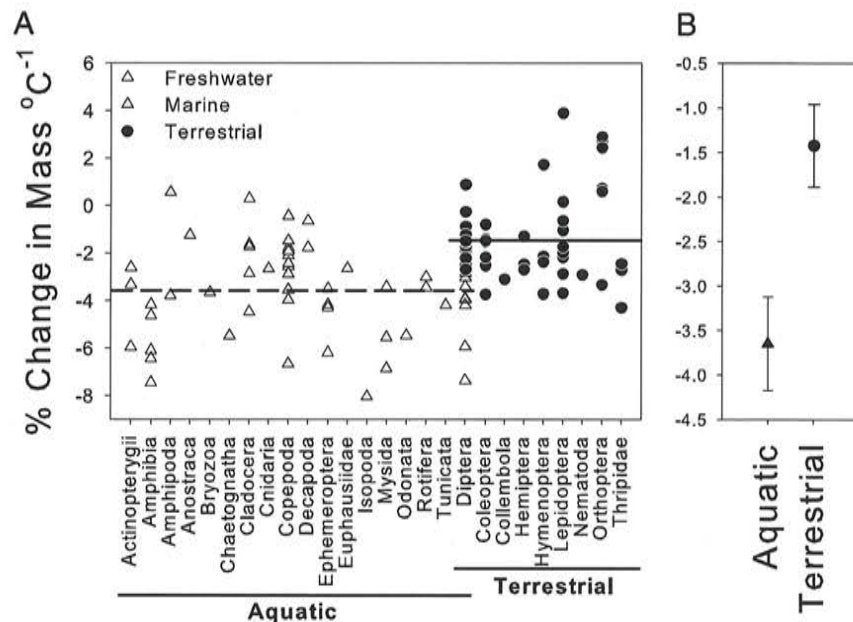 A
B
% Change in Mass °C-1
6
4
2
0
-2
-4
-6
-8
Freshwater
Marine
Terrestrial
Actinopterygii
Amphibia
Amphipoda
Anostraca
Bryozoa
Chaetognatha
Cladocera
Cnidaria
Copepoda
Decapoda
Ephemeroptera
Euphausiidae
Isopoda
Mysida
Odonata
Rotifera
Tunicata
Diptera
Coleoptera
Collembola
Hemiptera
Hymenoptera
Lepidoptera
Nematoda
Orthoptera
Thripidae
Aquatic
Terrestrial
-0.5
-1.0
-1.5
-2.0
-2.5
-3.0
-3.5
-4.0
-4.5
Aquatic
Terrestrial